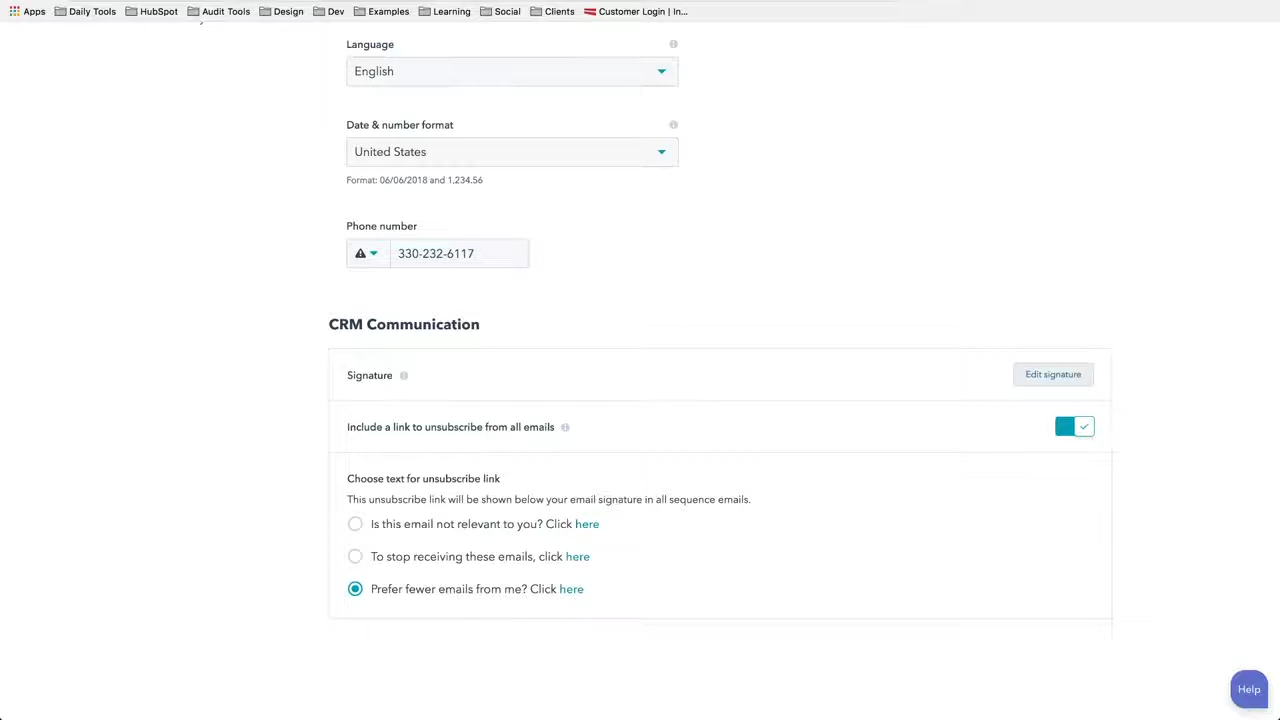 Apps Daily Tools HubSpot Audit Tools Design Dev Examples Learning Social Clients Customer Login | In...
Language
English
Date & number format
United States
Format: 06/06/2018 and 1,234.56
Phone number
330-232-6117
CRM Communication
Signature
Edit signature
Include a link to unsubscribe from all emails
Choose text for unsubscribe link
This unsubscribe link will be shown below your email signature in all sequence emails.
Is this email not relevant to you? Click here
To stop receiving these emails, click here
Prefer fewer emails from me? Click here
Help